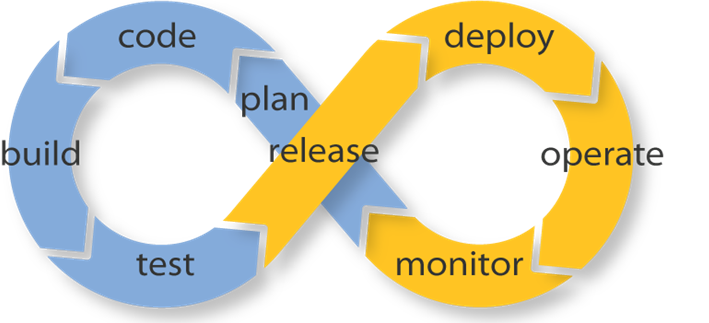 code
deploy
plan
build
release
operate
test
monitor